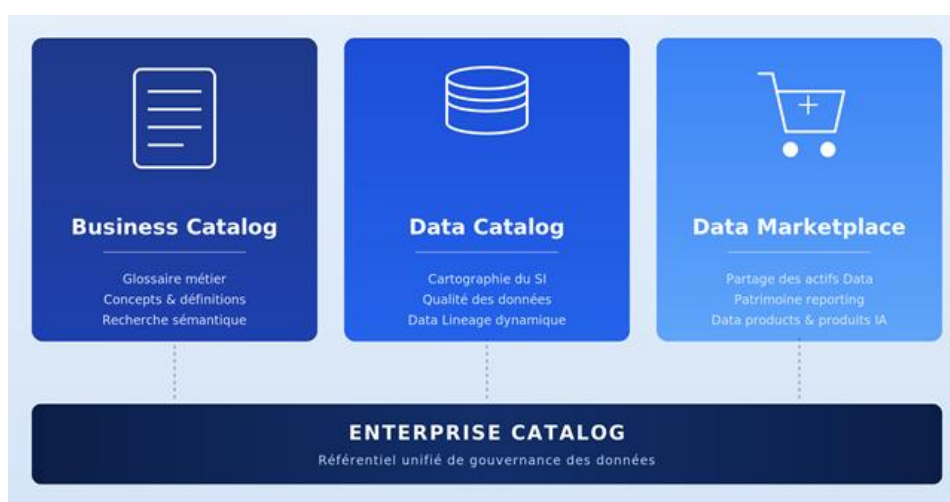 Business Catalog
Glossaire métier
Concepts & définitions
Recherche sémantique
Data Catalog
Cartographie du SI
Qualité des données
Data Lineage dynamique
Data Marketplace
Partage des actifs Data
Patrimoine reporting
Data products & produits IA
ENTERPRISE CATALOG
Référentiel unifié de gouvernance des données